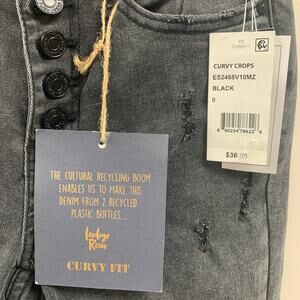 CURVY CROPS
ES2468V10MZ
BLACK
0
$36.00
THE CULTURAL RECYCLING BOOM
ENABLES US TO MAKE THIS
DENIM FROM 2 RECYCLED
PLASTIC BOTTLES...
Indigo
Rein
CURVY FIT